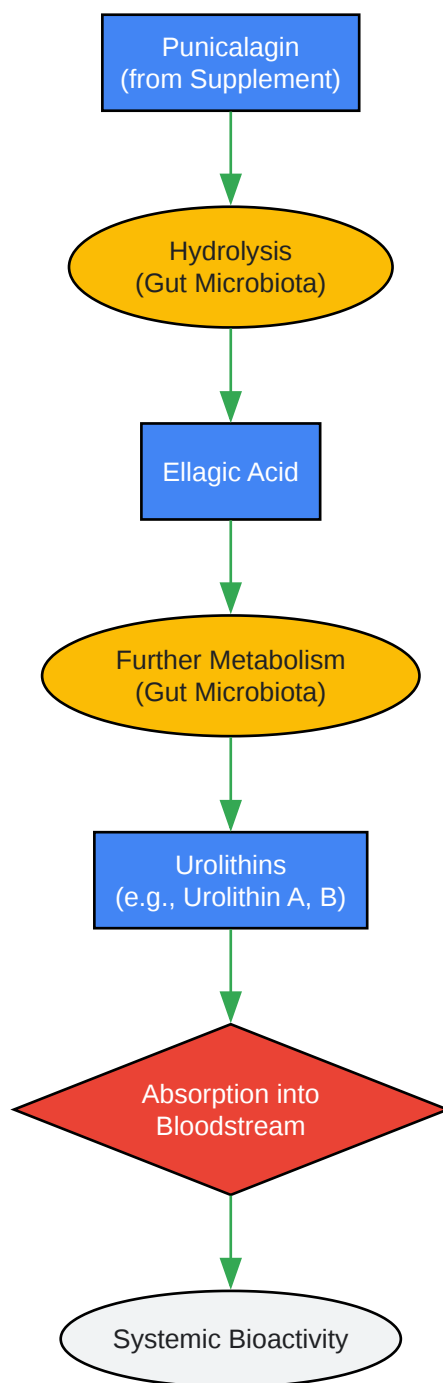 Punicalagin
(from Supplement)
Hydrolysis
(Gut Microbiota)
Ellagic Acid
Further Metabolism
(Gut Microbiota)
Urolithins
(e.g., Urolithin A, B)
Absorption into
Bloodstream
Systemic Bioactivity